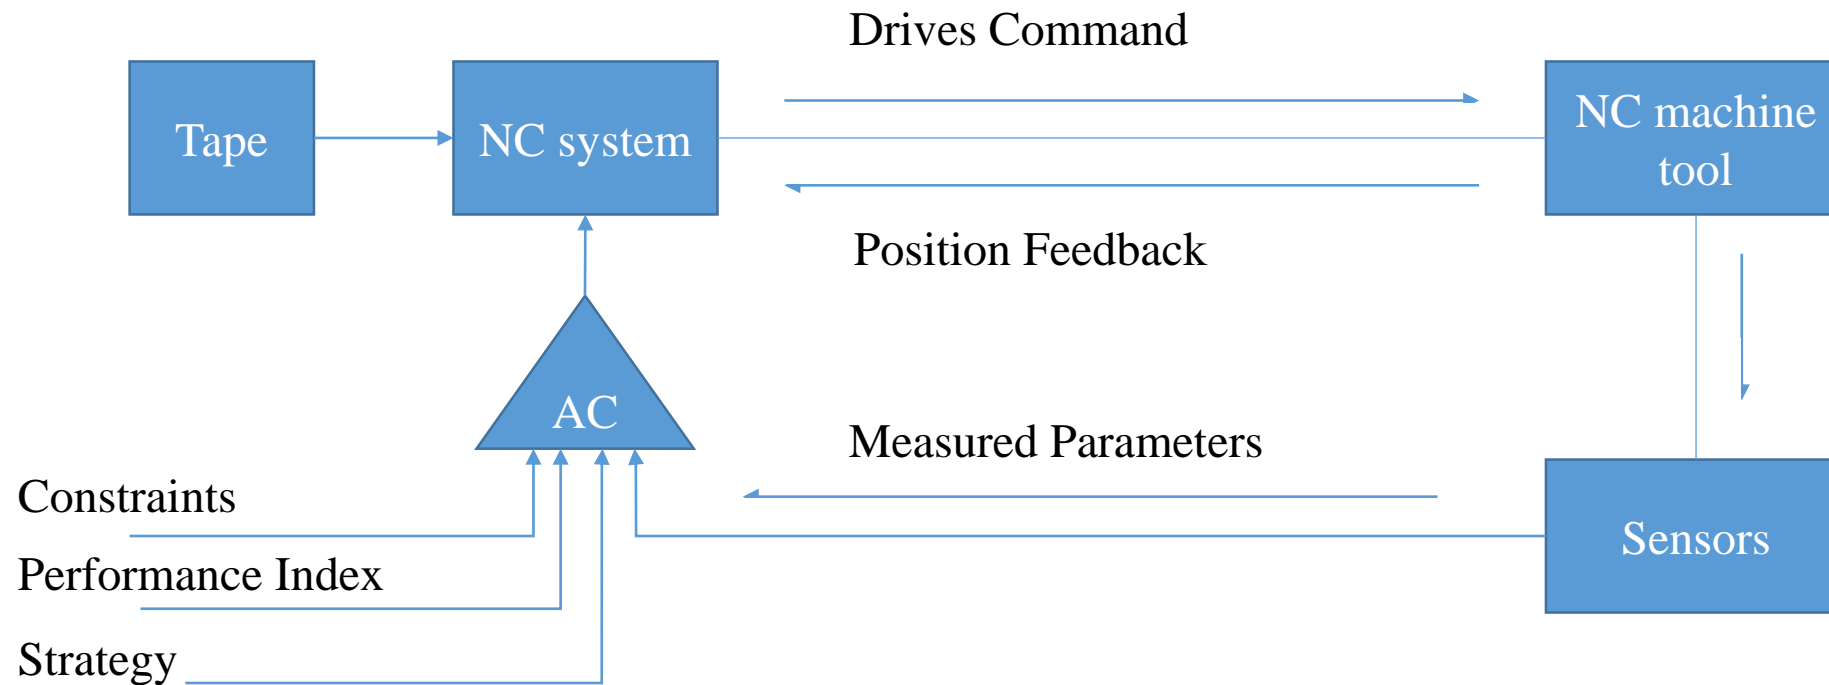 Drives Command
Tape
NC system
NC machine
tool
Position Feedback
AC
Measured Parameters
Constraints
Sensors
Performance Index
Strategy